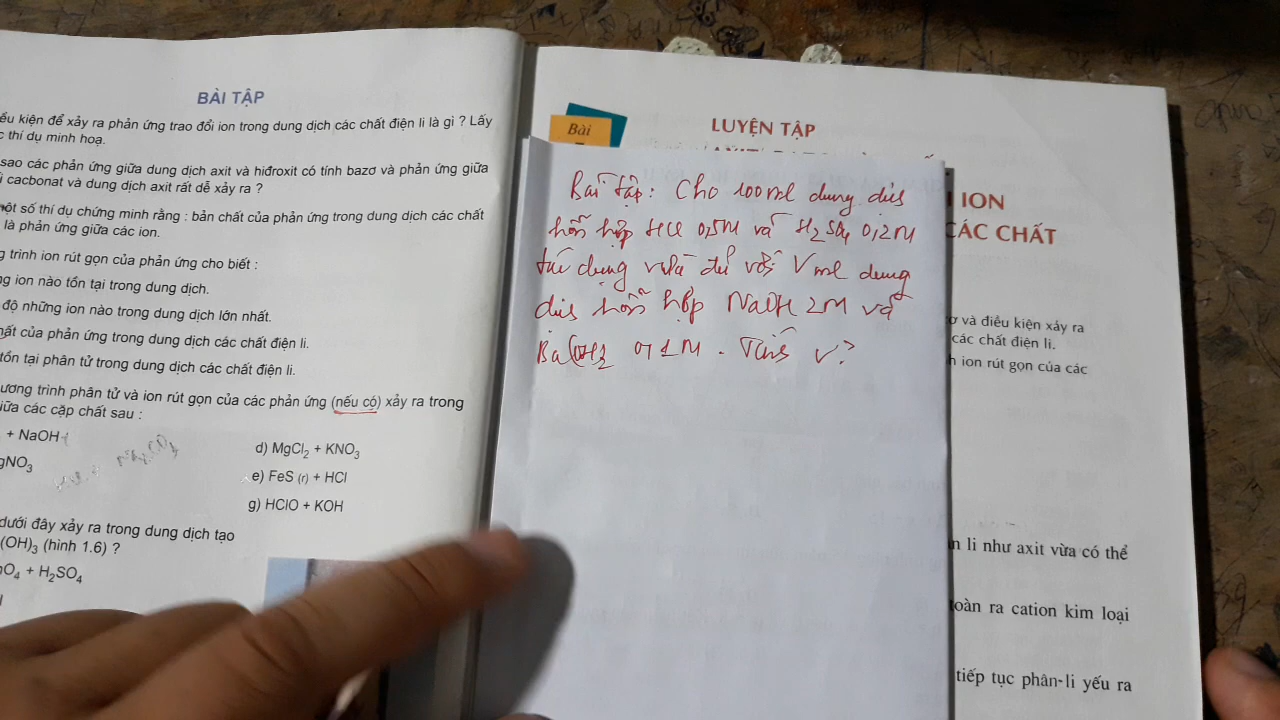 BÀI TẬP
ều kiện để xảy ra phản ứng trao đổi ion trong dung dịch các chất điện li là gì ? Lấy
c thí dụ minh hoạ.
sao các phản ứng giữa dung dịch axit và hiđroxit có tính bazơ và phản ứng giữa
i cacbonat và dung dịch axit rất dễ xảy ra ?
một số thí dụ chứng minh rằng : bản chất của phản ứng trong dung dịch các chất
là phản ứng giữa các ion.
g trình ion rút gọn của phản ứng cho biết :
ng ion nào tồn tại trong dung dịch.
độ những ion nào trong dung dịch lớn nhất.
hất của phản ứng trong dung dịch các chất điện li.
tồn tại phân tử trong dung dịch các chất điện li.
ương trình phân tử và ion rút gọn của các phản ứng (nếu có) xảy ra trong
iữa các cặp chất sau :
+ NaOH
gNO₃
d) MgCl₂ + KNO₃
e) FeS (r) + HCl
g) HClO + KOH
dưới đây xảy ra trong dung dịch tạo
(OH)₃ (hình 1.6) ?
O₄ + H₂SO₄
Bài
LUYỆN TẬP
I ION
CÁC CHẤT
Bài tập : Cho 100ml dung dịch
hỗn hợp HCl 0,5M và H₂SO₄ 0,2M
tác dụng vừa đủ với V ml dung
dịch hỗn hợp NaOH 2M và
Ba(OH)₂ 0,1M . Tính V?
ơ và điều kiện xảy ra
các chất điện li.
h ion rút gọn của các
n li như axit vừa có thể
toàn ra cation kim loại
tiếp tục phân li yếu ra